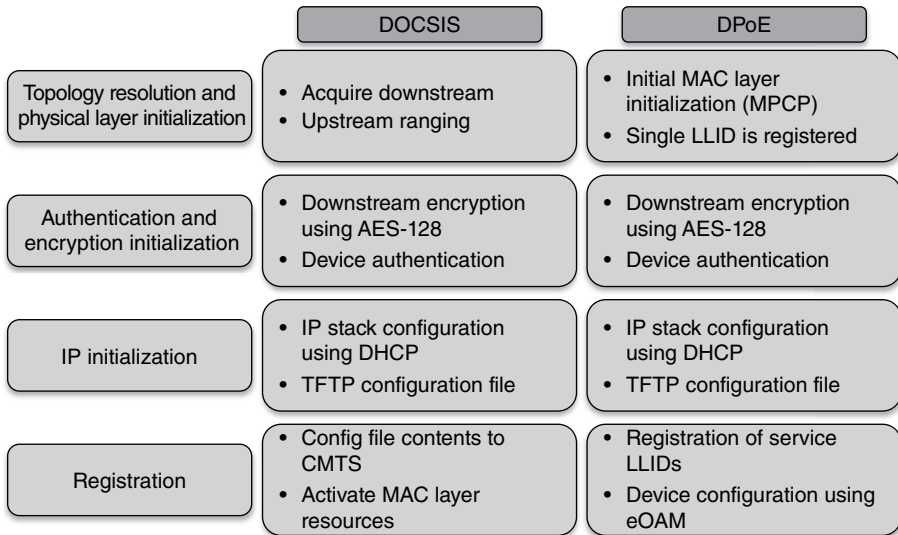 DOCSIS
DPoE
Topology resolution and
physical layer initialization
• Acquire downstream
• Upstream ranging
• Initial MAC layer
initialization (MPCP)
• Single LLID is registered
Authentication and
encryption initialization
• Downstream encryption
using AES-128
• Device authentication
• Downstream encryption
using AES-128
• Device authentication
IP initialization
• IP stack configuration
using DHCP
• TFTP configuration file
• IP stack configuration
using DHCP
• TFTP configuration file
Registration
• Config file contents to
CMTS
• Activate MAC layer
resources
• Registration of service
LLIDs
• Device configuration using
eOAM